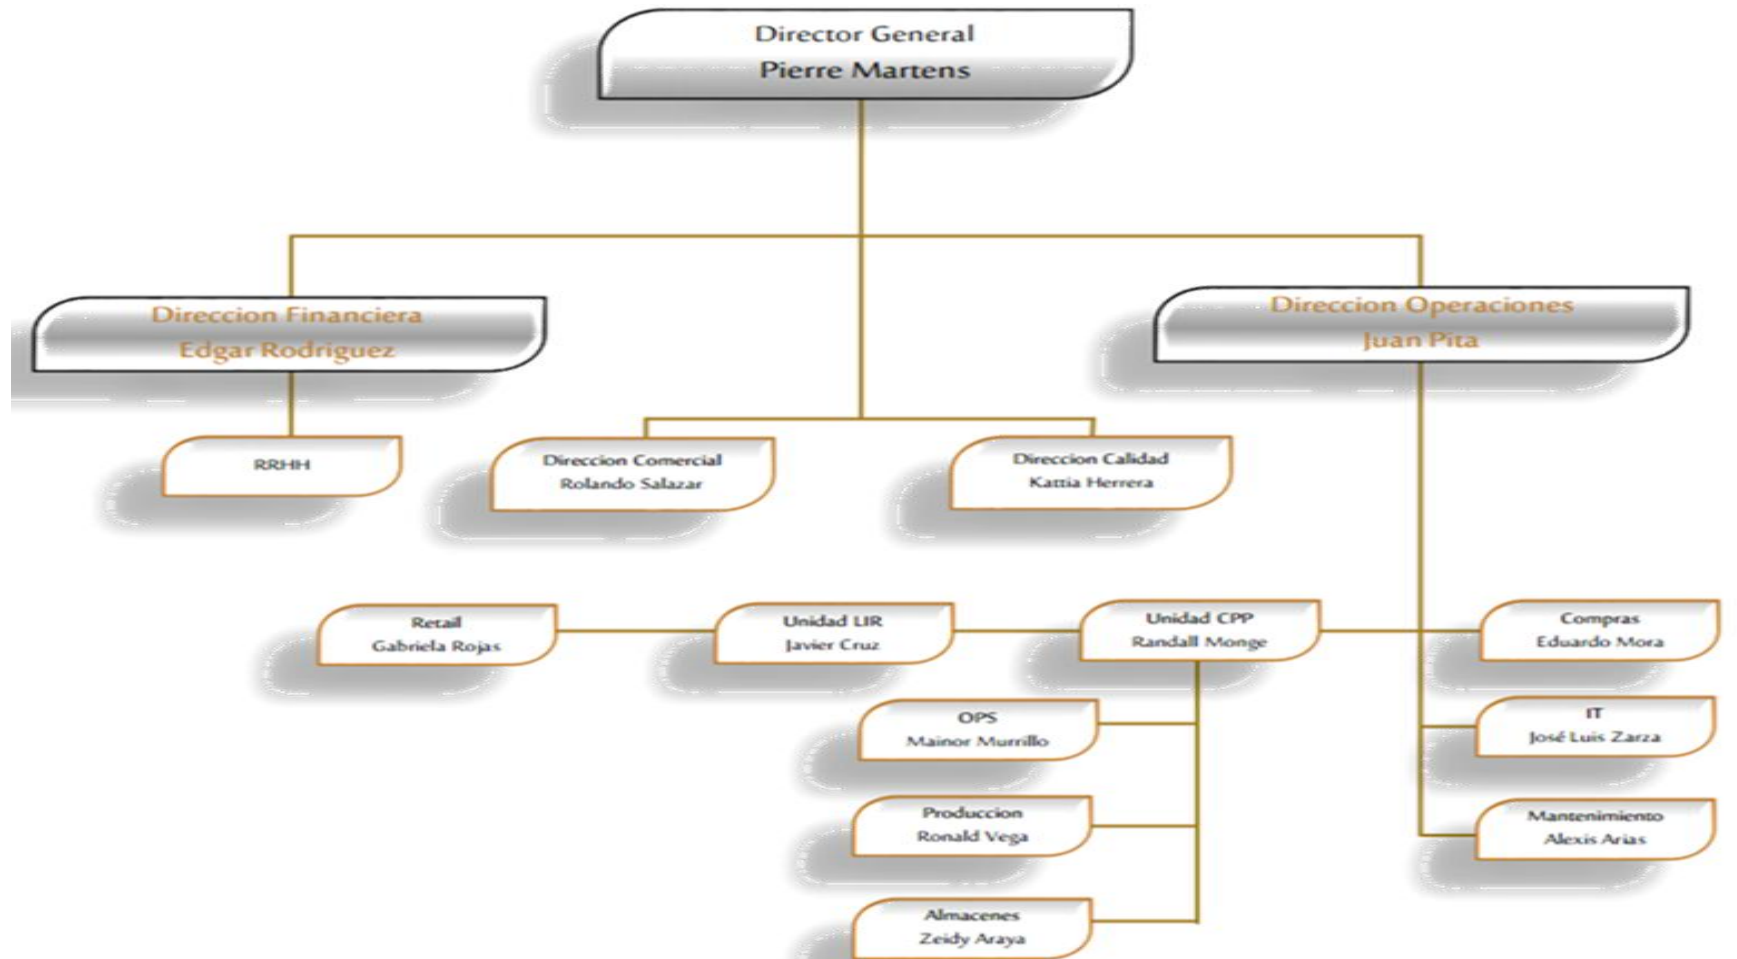 Director General
Pierre Martens
Direccion Financiera
Edgar Rodriguez
Direccion Operaciones
Juan Pita
RRHH
Direccion Comercial
Rolando Salazar
Direccion Calidad
Kattia Herrera
Retail
Gabriela Rojas
Unidad LIR
Javier Cruz
Unidad CPP
Randall Monge
Compras
Eduardo Mora
OPS
Mainor Murrillo
IT
José Luis Zarza
Produccion
Ronald Vega
Mantenimiento
Alexis Arias
Almacenes
Zeidy Araya